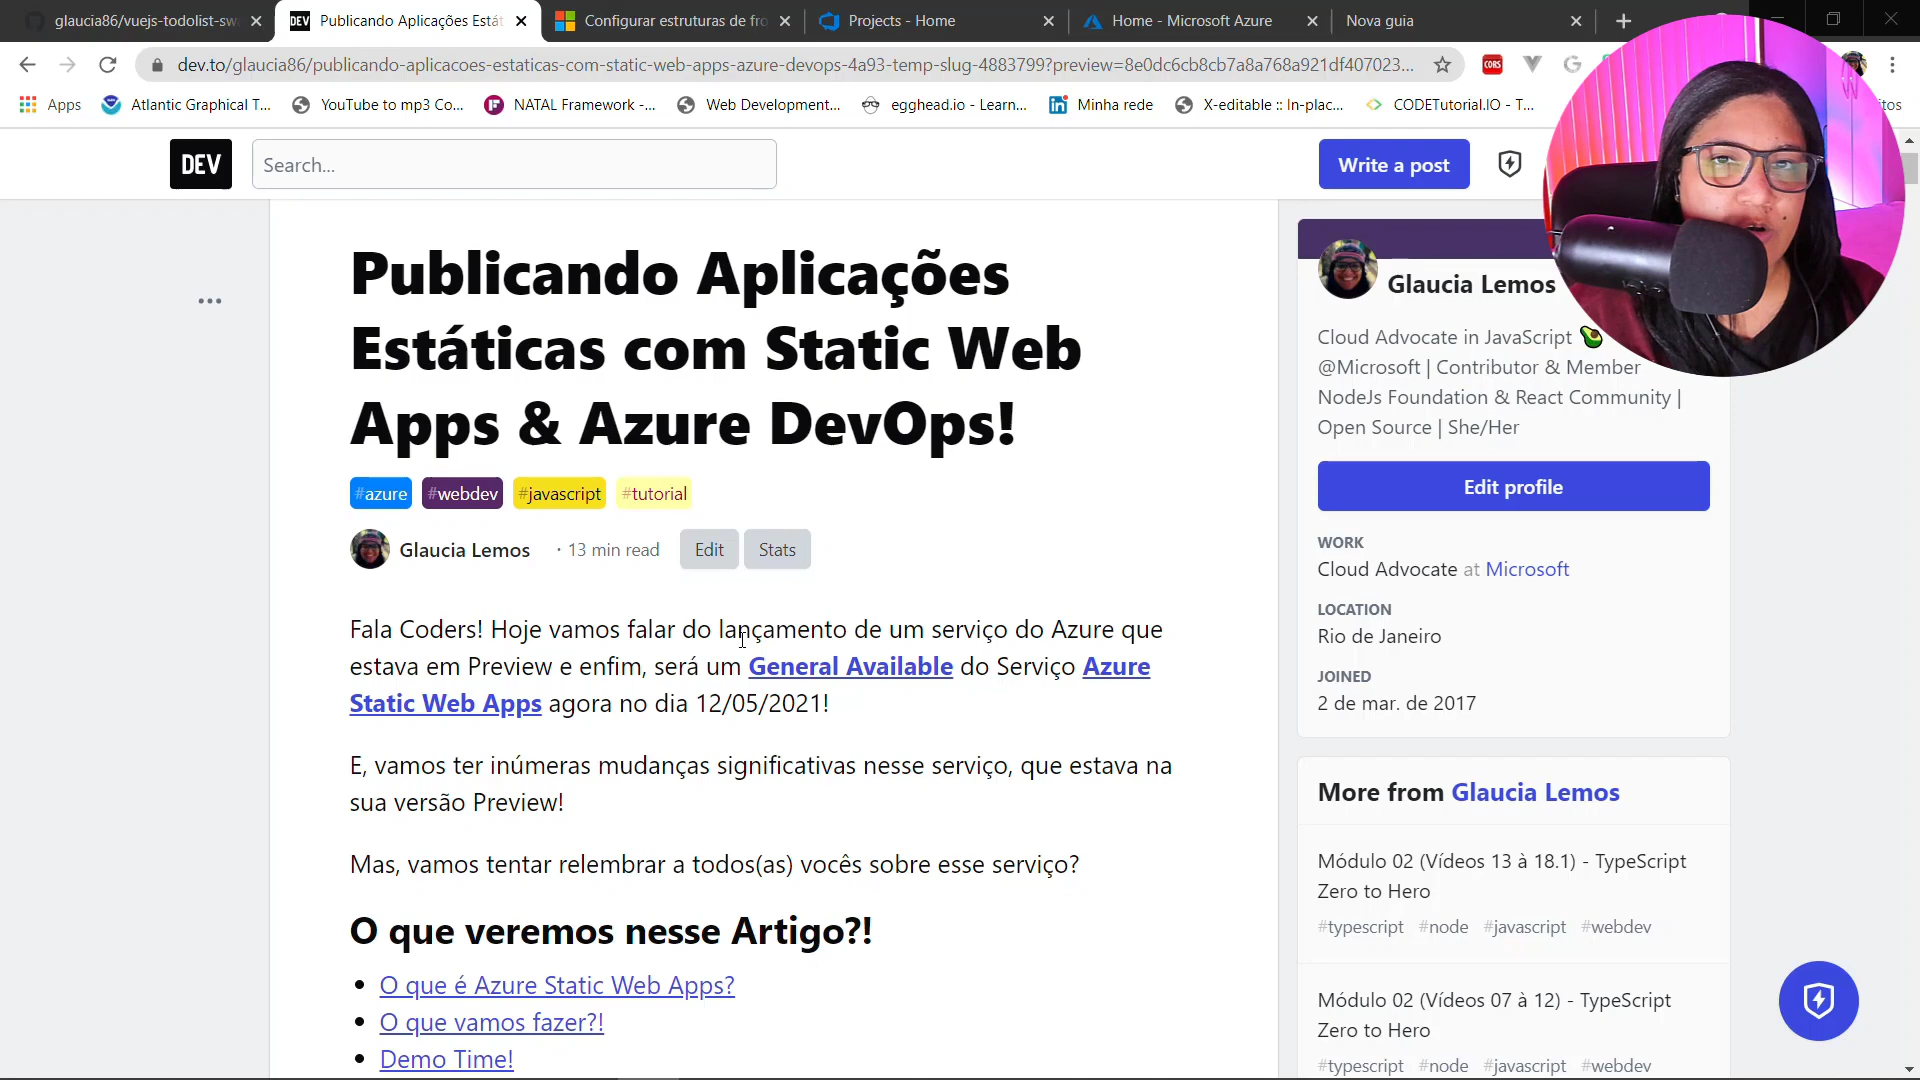 glaucia86/vuejs-todolist-sw
DEV Publicando Aplicações Estát
Configurar estruturas de fro
Projects - Home
Home - Microsoft Azure
Nova guia
dev.to/glaucia86/publicando-aplicacoes-estaticas-com-static-web-apps-azure-devops-4a93-temp-slug-4883799?preview=8e0dc6cb8cb7a8a768a921df407023...
CORS
Apps
Atlantic Graphical T...
YouTube to mp3 Co...
NATAL Framework -...
Web Development...
egghead.io - Learn...
Minha rede
X-editable :: In-plac...
CODETutorial.IO - T...
itos
DEV
Search...
Write a post
Publicando Aplicações
Estáticas com Static Web
Apps & Azure DevOps!
#azure #webdev #javascript #tutorial
Glaucia Lemos · 13 min read Edit Stats
Fala Coders! Hoje vamos falar do lançamento de um serviço do Azure que
estava em Preview e enfim, será um General Available do Serviço Azure
Static Web Apps agora no dia 12/05/2021!
E, vamos ter inúmeras mudanças significativas nesse serviço, que estava na
sua versão Preview!
Mas, vamos tentar relembrar a todos(as) vocês sobre esse serviço?
O que veremos nesse Artigo?!
O que é Azure Static Web Apps?
O que vamos fazer?!
Demo Time!
Glaucia Lemos
Cloud Advocate in JavaScript
@Microsoft | Contributor & Member
NodeJs Foundation & React Community |
Open Source | She/Her
Edit profile
WORK
Cloud Advocate at Microsoft
LOCATION
Rio de Janeiro
JOINED
2 de mar. de 2017
More from Glaucia Lemos
Módulo 02 (Vídeos 13 à 18.1) - TypeScript
Zero to Hero
#typescript #node #javascript #webdev
Módulo 02 (Vídeos 07 à 12) - TypeScript
Zero to Hero
#typescript #node #javascript #webdev